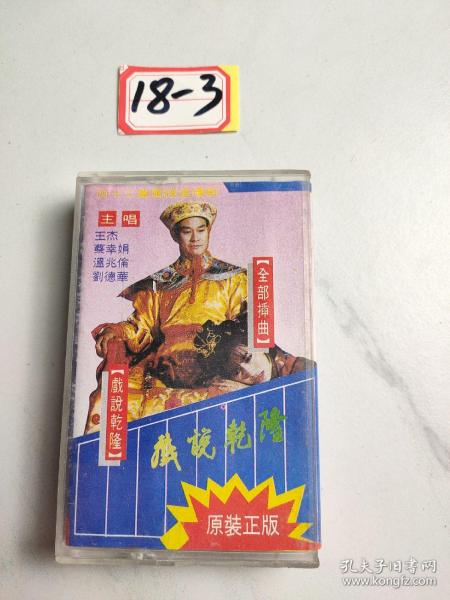 18-3
主唱
王杰
蔡幸娟
溫兆倫
劉德華
【全部插曲】
【戲說乾隆】
戲說乾隆
原裝正版
孔夫子旧书网
www.kongfz.com